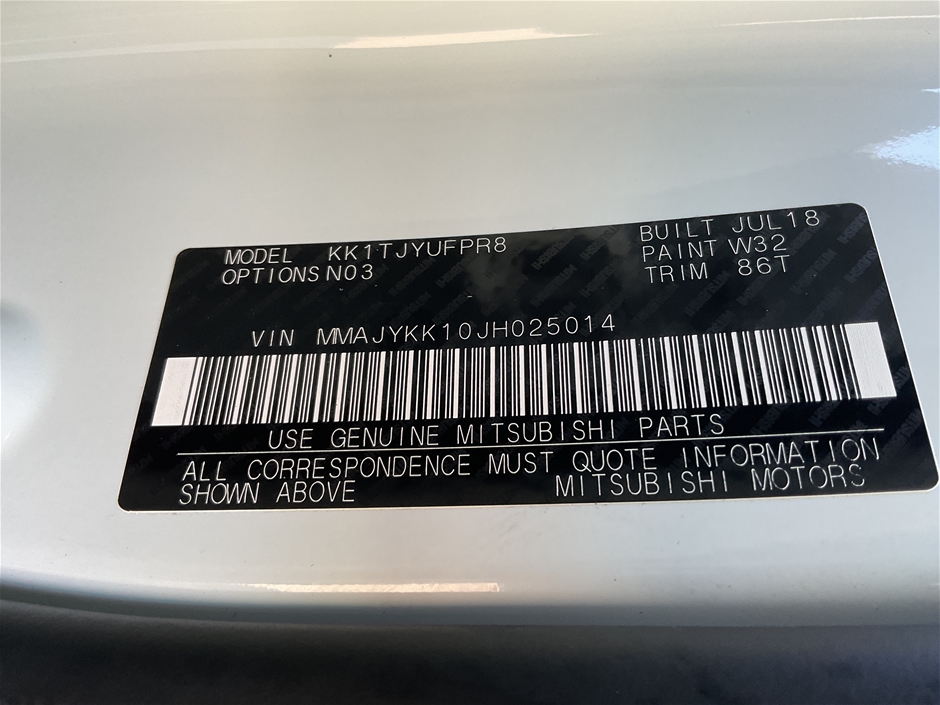 MODEL KK1TJYUFPR8 BUILT JUL18
OPTIONS N03 PAINT W32
TRIM 86T
VIN MMAJYKK10JH025014
USE GENUINE MITSUBISHI PARTS
ALL CORRESPONDENCE MUST QUOTE INFORMATION
SHOWN ABOVE MITSUBISHI MOTORS